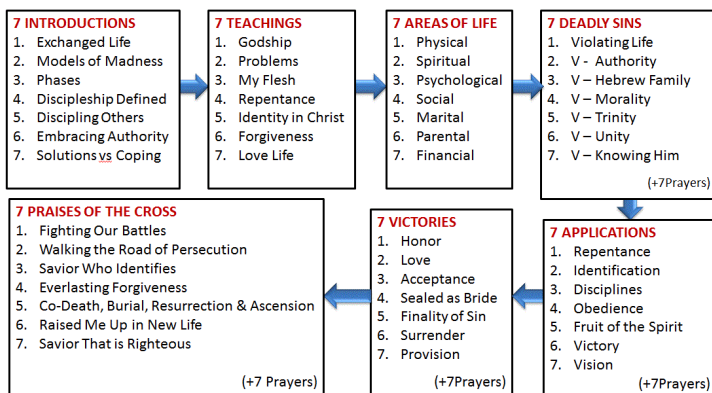 7 INTRODUCTIONS
1. Exchanged Life
2. Models of Madness
3. Phases
4. Discipleship Defined
5. Discipling Others
6. Embracing Authority
7. Solutions vs Coping
7 TEACHINGS
1. Godship
2. Problems
3. My Flesh
4. Repentance
5. Identity in Christ
6. Forgiveness
7. Love Life
7 AREAS OF LIFE
1. Physical
2. Spiritual
3. Psychological
4. Social
5. Marital
6. Parental
7. Financial
7 DEADLY SINS
1. Violating Life
2. V - Authority
3. V – Hebrew Family
4. V – Morality
5. V – Trinity
6. V – Unity
7. V – Knowing Him
(+7Prayers)
7 APPLICATIONS
1. Repentance
2. Identification
3. Disciplines
4. Obedience
5. Fruit of the Spirit
6. Victory
7. Vision
(+7Prayers)
7 VICTORIES
1. Honor
2. Love
3. Acceptance
4. Sealed as Bride
5. Finality of Sin
6. Surrender
7. Provision
(+7Prayers)
7 PRAISES OF THE CROSS
1. Fighting Our Battles
2. Walking the Road of Persecution
3. Savior Who Identifies
4. Everlasting Forgiveness
5. Co-Death, Burial, Resurrection & Ascension
6. Raised Me Up in New Life
7. Savior That is Righteous
(+7 Prayers)